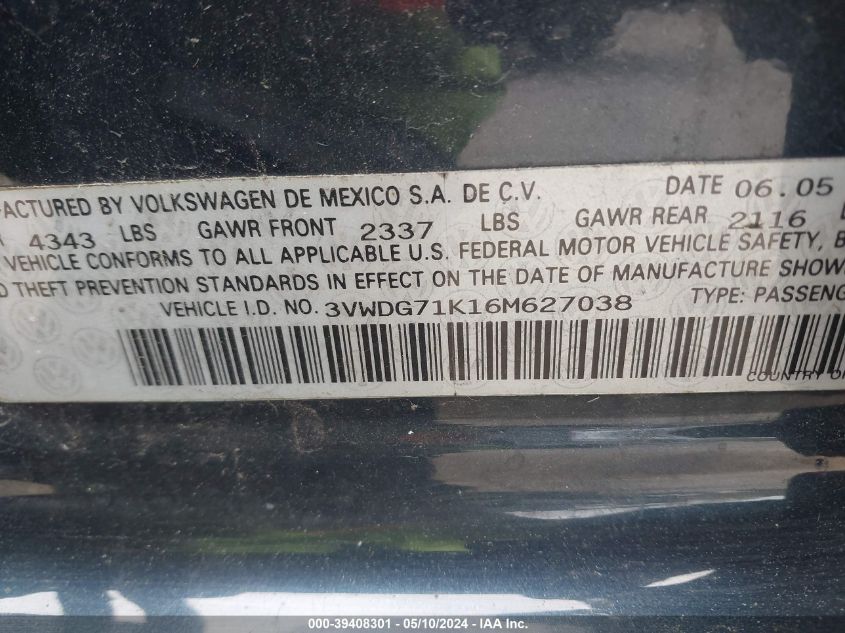 ACTURED BY VOLKSWAGEN DE MEXICO S.A. DE C.V. DATE 06.05
4343 LBS GAWR FRONT 2337 LBS GAWR REAR 2116
VEHICLE CONFORMS TO ALL APPLICABLE U.S. FEDERAL MOTOR VEHICLE SAFETY, B
D THEFT PREVENTION STANDARDS IN EFFECT ON THE DATE OF MANUFACTURE SHOW
VEHICLE I.D. NO. 3VWDG71K16M627038 TYPE: PASSENG
COUNTRY O
000-39408301 - 05/10/2024 - IAA Inc.